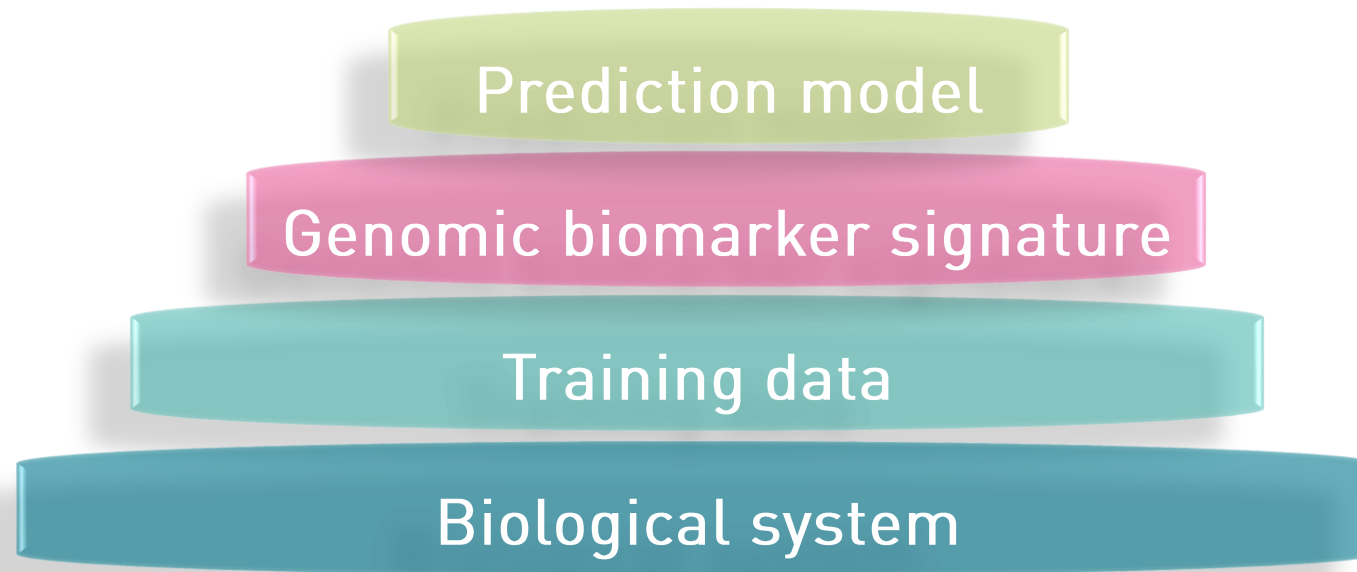 Prediction model
Genomic biomarker signature
Training data
Biological system